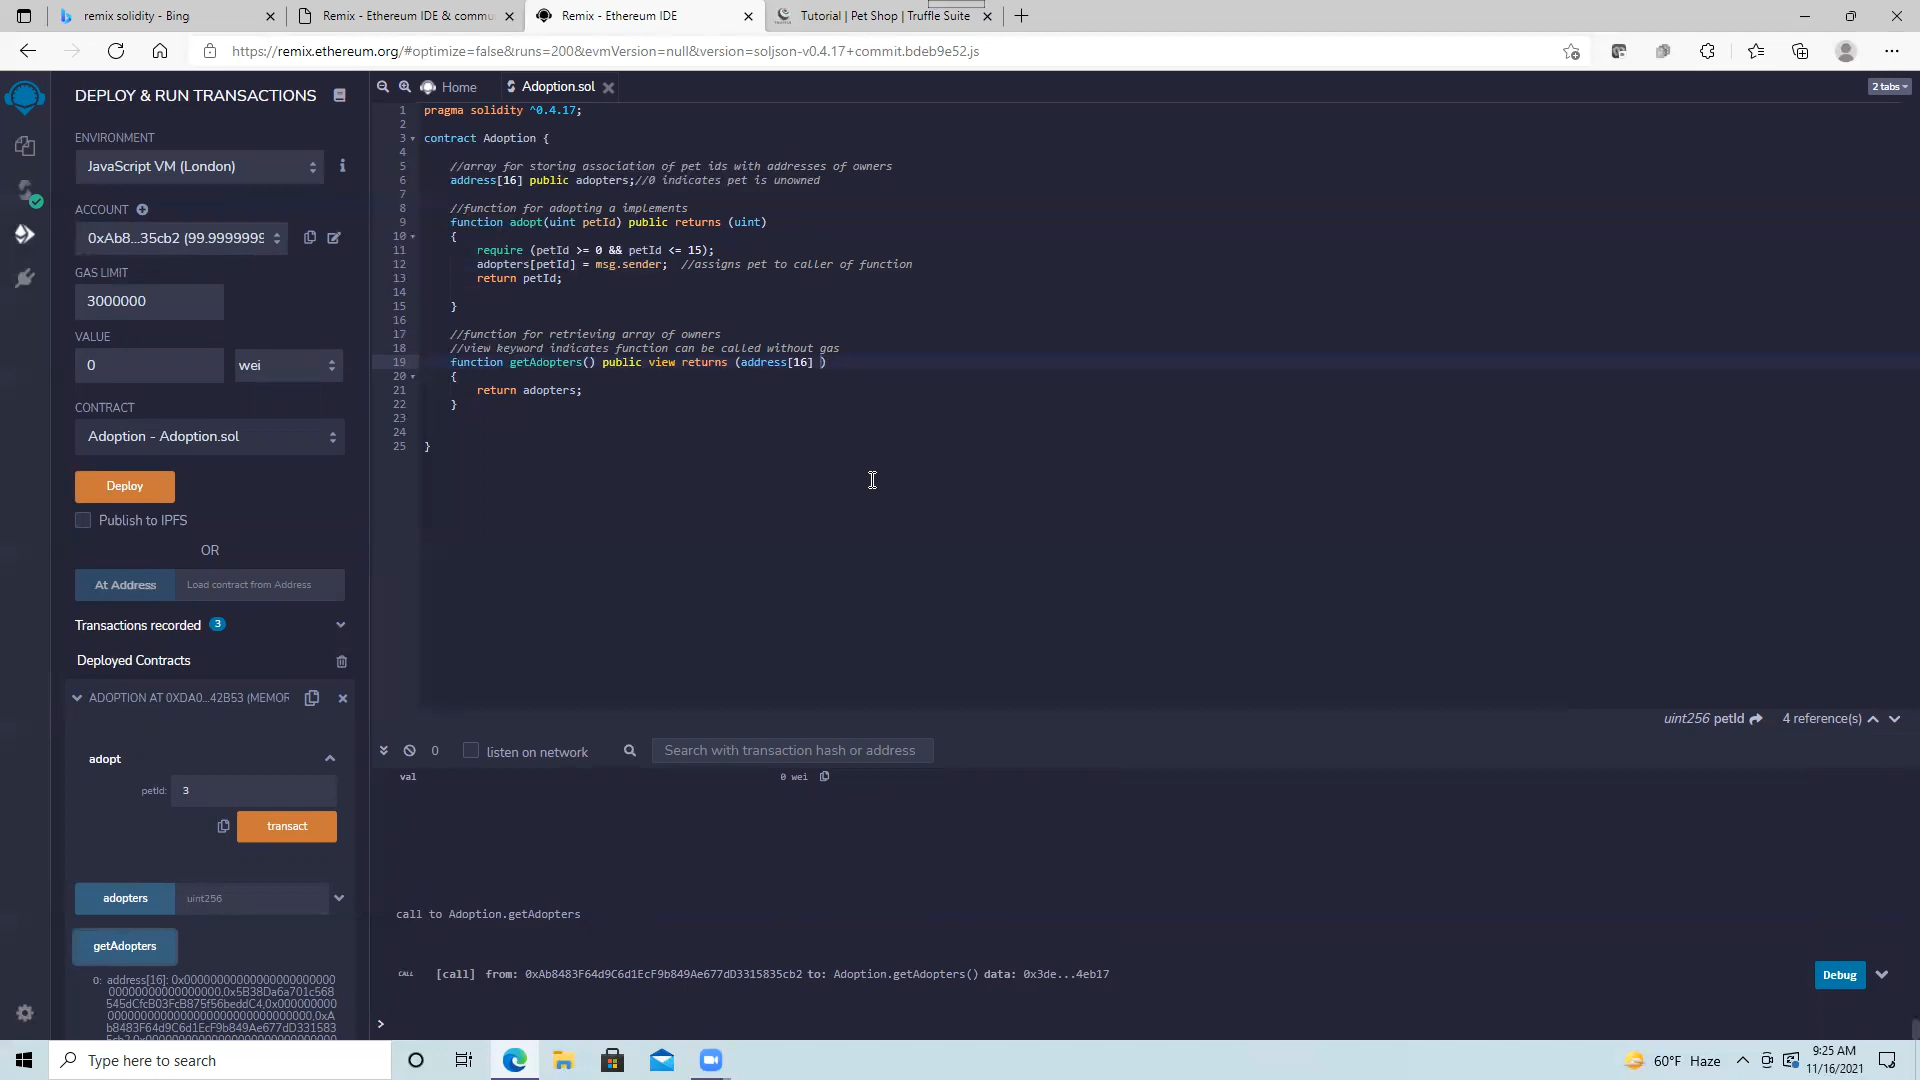 remix solidity - Bing
Remix - Ethereum IDE & commu
Remix - Ethereum IDE
Tutorial | Pet Shop | Truffle Suite
https://remix.ethereum.org/#optimize=false&runs=200&evmVersion=null&version=soljson-v0.4.17+commit.bdeb9e52.js
DEPLOY & RUN TRANSACTIONS
ENVIRONMENT
JavaScript VM (London)
ACCOUNT
0xAb8...35cb2 (99.9999999
GAS LIMIT
3000000
VALUE
0
wei
CONTRACT
Adoption - Adoption.sol
Deploy
Publish to IPFS
OR
At Address
Load contract from Address
Transactions recorded 3
Deployed Contracts
ADOPTION AT 0XDA0...42B53 (MEMOR
adopt
petId:
3
transact
adopters
uint256
getAdopters
0: address[16]: 0x00000000000000000000000
00000000000000000,0x5B38Da6a701c568
545dCfcB03FcB875f56beddC4,0x000000000
0000000000000000000000000000000,0xA
b8483F64d9C6d1EcF9b849Ae677dD331583
Home
Adoption.sol
2 tabs
1 pragma solidity ^0.4.17;
2
3 contract Adoption {
4
5 //array for storing association of pet ids with addresses of owners
6 address[16] public adopters;//0 indicates pet is unowned
7
8 //function for adopting a implements
9 function adopt(uint petId) public returns (uint)
10 {
11 require (petId >= 0 && petId <= 15);
12 adopters[petId] = msg.sender;  //assigns pet to caller of function
13 return petId;
14
15 }
16
17 //function for retrieving array of owners
18 //view keyword indicates function can be called without gas
19 function getAdopters() public view returns (address[16] )
20 {
21 return adopters;
22 }
23
24
25 }
uint256 petId
4 reference(s)
0
listen on network
Search with transaction hash or address
val
0 wei
call to Adoption.getAdopters
CALL
[call] from: 0xAb8483F64d9C6d1EcF9b849Ae677dD3315835cb2 to: Adoption.getAdopters() data: 0x3de...4eb17
Debug
>
Type here to search
60°F Haze
9:25 AM
11/16/2021